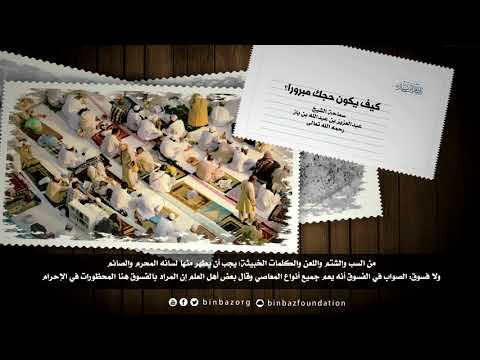 كيف يكون حجك مبرورا؟
سماحة الشيخ
عبدالعزيز بن عبدالله بن باز
رحمه الله تعالى
من السب والشتم واللعن والكلمات الخبيثة؛ يجب أن يطهر منها لسانه المحرم والصائم
ولا فسوق: الصواب في الفسوق أنه يعم جميع أنواع المعاصي وقال بعض أهل العلم إن المراد بالفسوق هنا المحظورات في الإحرام
binbazorg
binbazfoundation